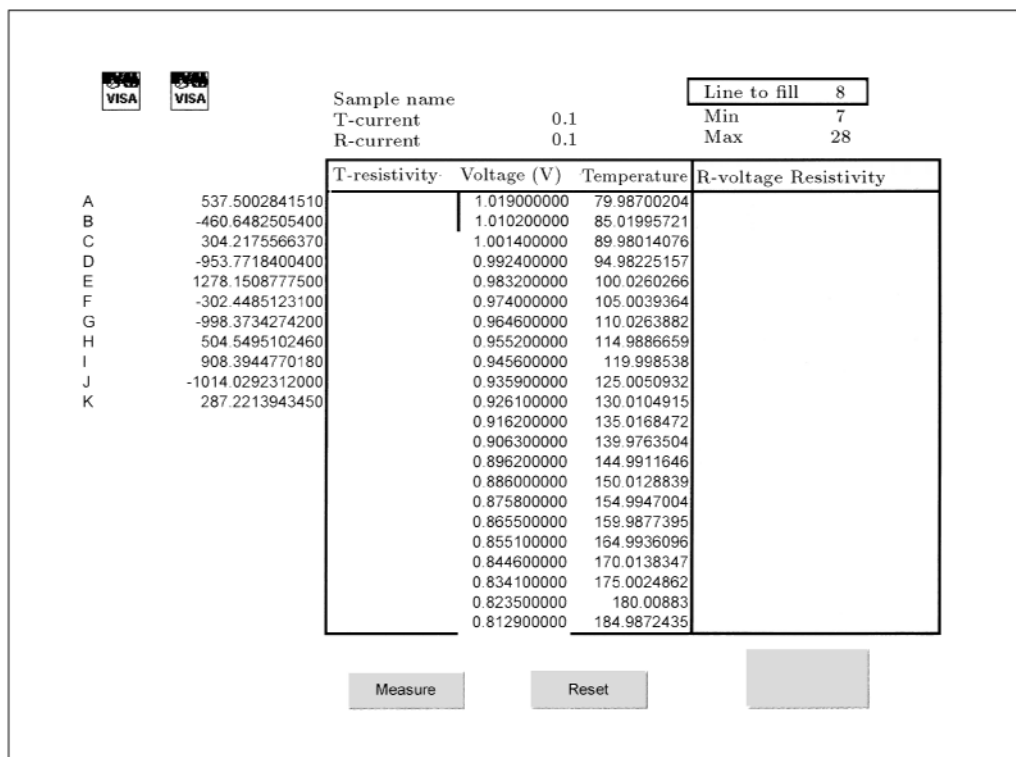 VISA VISA
Sample name
T-current 0.1
R-current 0.1
Line to fill 8
Min 7
Max 28
T-resistivity Voltage (V) Temperature R-voltage Resistivity
A 537.5002841510 1.019000000 79.98700204
B -460.6482505400 1.010200000 85.01995721
C 304.2175566370 1.001400000 89.98014076
D -953.7718400400 0.992400000 94.98225157
E 1278.1508777500 0.983200000 100.0260266
F -302.4485123100 0.974000000 105.0039364
G -998.3734274200 0.964600000 110.0263882
H 504.5495102460 0.955200000 114.9886659
I 908.3944770180 0.945600000 119.998538
J -1014.0292312000 0.935900000 125.0050932
K 287.2213943450 0.926100000 130.0104915
0.916200000 135.0168472
0.906300000 139.9763504
0.896200000 144.9911646
0.886000000 150.0128839
0.875800000 154.9947004
0.865500000 159.9877395
0.855100000 164.9936096
0.844600000 170.0138347
0.834100000 175.0024862
0.823500000 180.00883
0.812900000 184.9872435
Measure Reset